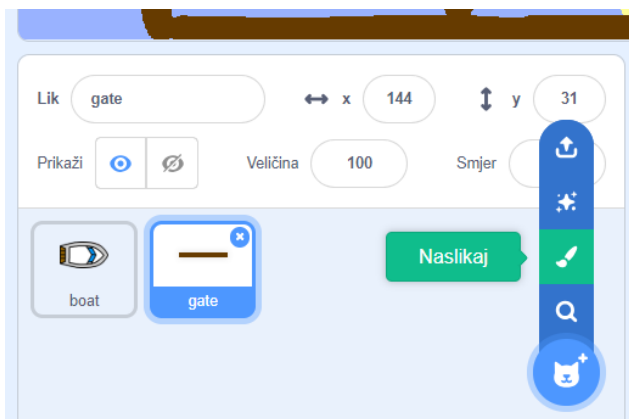 Lik gate x 144 y 31
Prikaži Veličina 100 Smjer
Naslikaj
boat gate